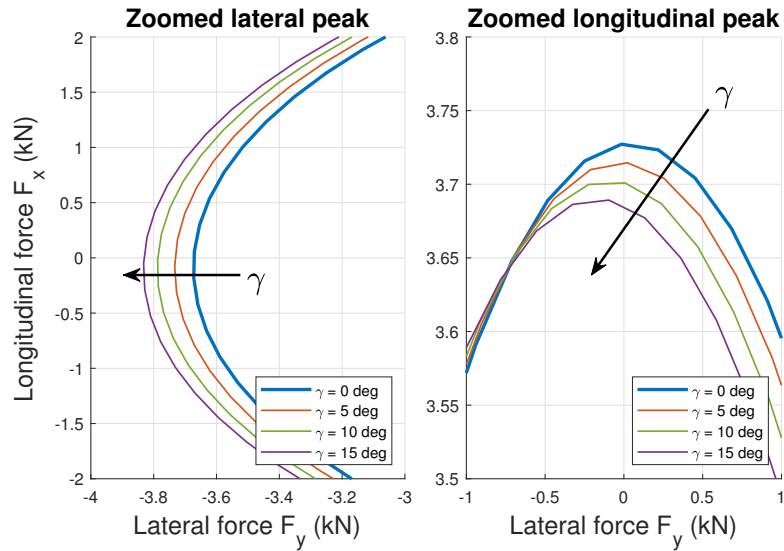 Zoomed lateral peak
2
1.5
1
0.5
0
-0.5
-1
-1.5
-2
Longitudinal force F_x (kN)
γ
γ = 0 deg
γ = 5 deg
γ = 10 deg
γ = 15 deg
-4 -3.8 -3.6 -3.4 -3.2 -3
Lateral force F_y (kN)
Zoomed longitudinal peak
3.8
3.75
3.7
3.65
3.6
3.55
3.5
γ
γ = 0 deg
γ = 5 deg
γ = 10 deg
γ = 15 deg
-1 -0.5 0 0.5 1
Lateral force F_y (kN)